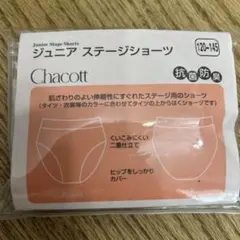 Junior Stage Shorts
ジュニア ステージショーツ
120-145
Chacott
抗菌防臭
肌ざわりのよい伸縮性にすぐれたステージ用のショーツ
(タイツ・衣裳等のカラーに合わせてタイツの上からはくショーツです)
くいこみにくい
二重仕立て
ヒップをしっかり
カバー